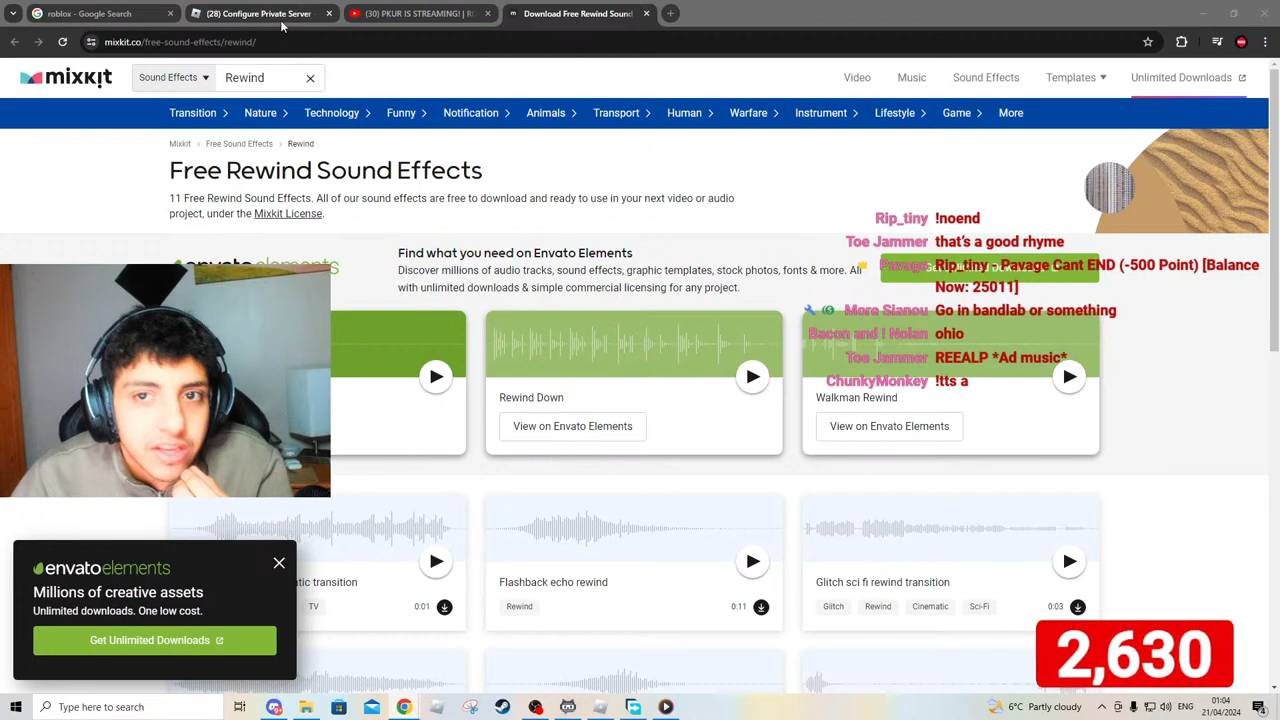 roblox - Google Search
(28) Configure Private Server
(30) PKUR IS STREAMING! | R
Download Free Rewind Sound
mixkit.co/free-sound-effects/rewind/
mixkit
Sound Effects
Rewind
Video
Music
Sound Effects
Templates
Unlimited Downloads
Transition
Nature
Technology
Funny
Notification
Animals
Transport
Human
Warfare
Instrument
Lifestyle
Game
More
Mixkit
Free Sound Effects
Rewind
Free Rewind Sound Effects
11 Free Rewind Sound Effects. All of our sound effects are free to download and ready to use in your next video or audio
project, under the Mixkit License.
Find what you need on Envato Elements
Discover millions of audio tracks, sound effects, graphic templates, stock photos, fonts & more. All
with unlimited downloads & simple commercial licensing for any project.
Rip_tiny !noend
Toe Jammer that's a good rhyme
Pavage Rip_tiny - Pavage Cant END (-500 Point) [Balance
Now: 25011]
More Sianou Go in bandlab or something
Bacon and ! Nolan ohio
Toe Jammer REEALP *Ad music*
ChunkyMonkey !tts a
Rewind Down
View on Envato Elements
Walkman Rewind
View on Envato Elements
atic transition
TV
0:01
Flashback echo rewind
Rewind
0:11
Glitch sci fi rewind transition
Glitch
Rewind
Cinematic
Sci-Fi
0:03
envatoelements
Millions of creative assets
Unlimited downloads. One low cost.
Get Unlimited Downloads
2,630
Type here to search
6°C Partly cloudy
ENG
01:04
21/04/2024
4